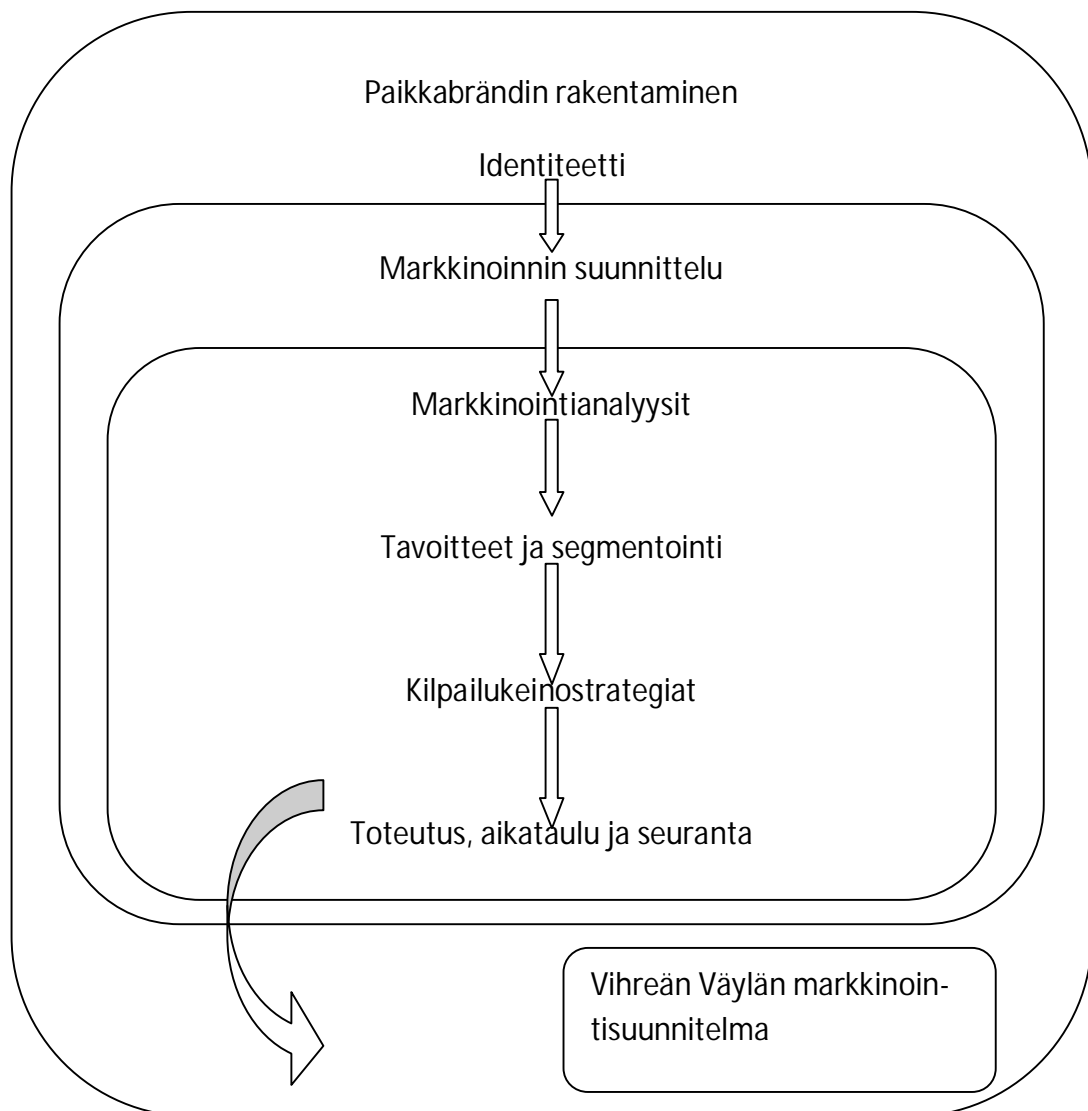 Paikkabrändin rakentaminen
Identiteetti
Markkinoinnin suunnittelu
Markkinointianalyysit
Tavoitteet ja segmentointi
Kilpailukeinostrategiat
Toteutus, aikataulu ja seuranta
Vihreän Väylän markkinoin-
tisuunnitelma